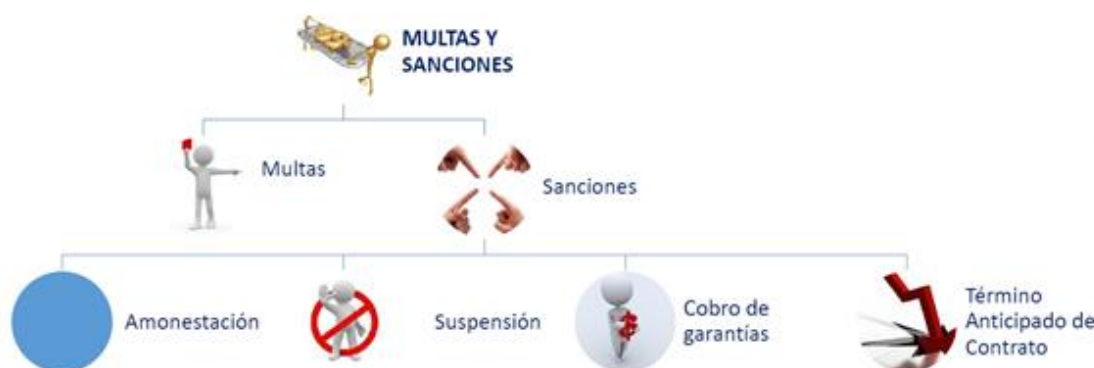 MULTAS Y
SANCIONES
Multas
Sanciones
Amonestación
Suspensión
Cobro de
garantías
Término
Anticipado de
Contrato